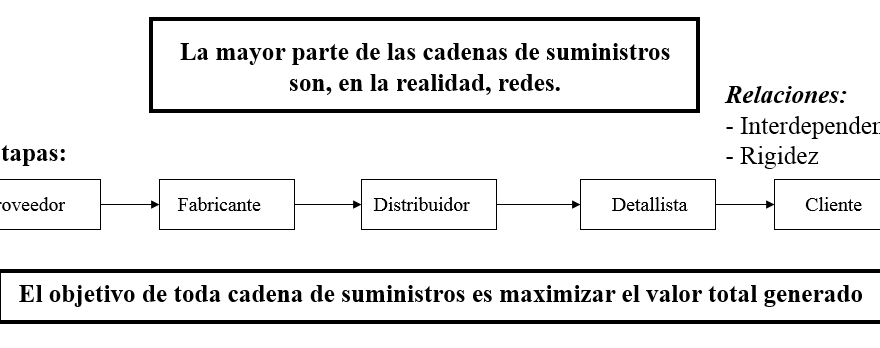 La mayor parte de las cadenas de suministros
son, en la realidad, redes.
Relaciones:
- Interdependen
- Rigidez
tapas:
roveedor
Fabricante
Distribuidor
Detallista
Cliente
El objetivo de toda cadena de suministros es maximizar el valor total generado